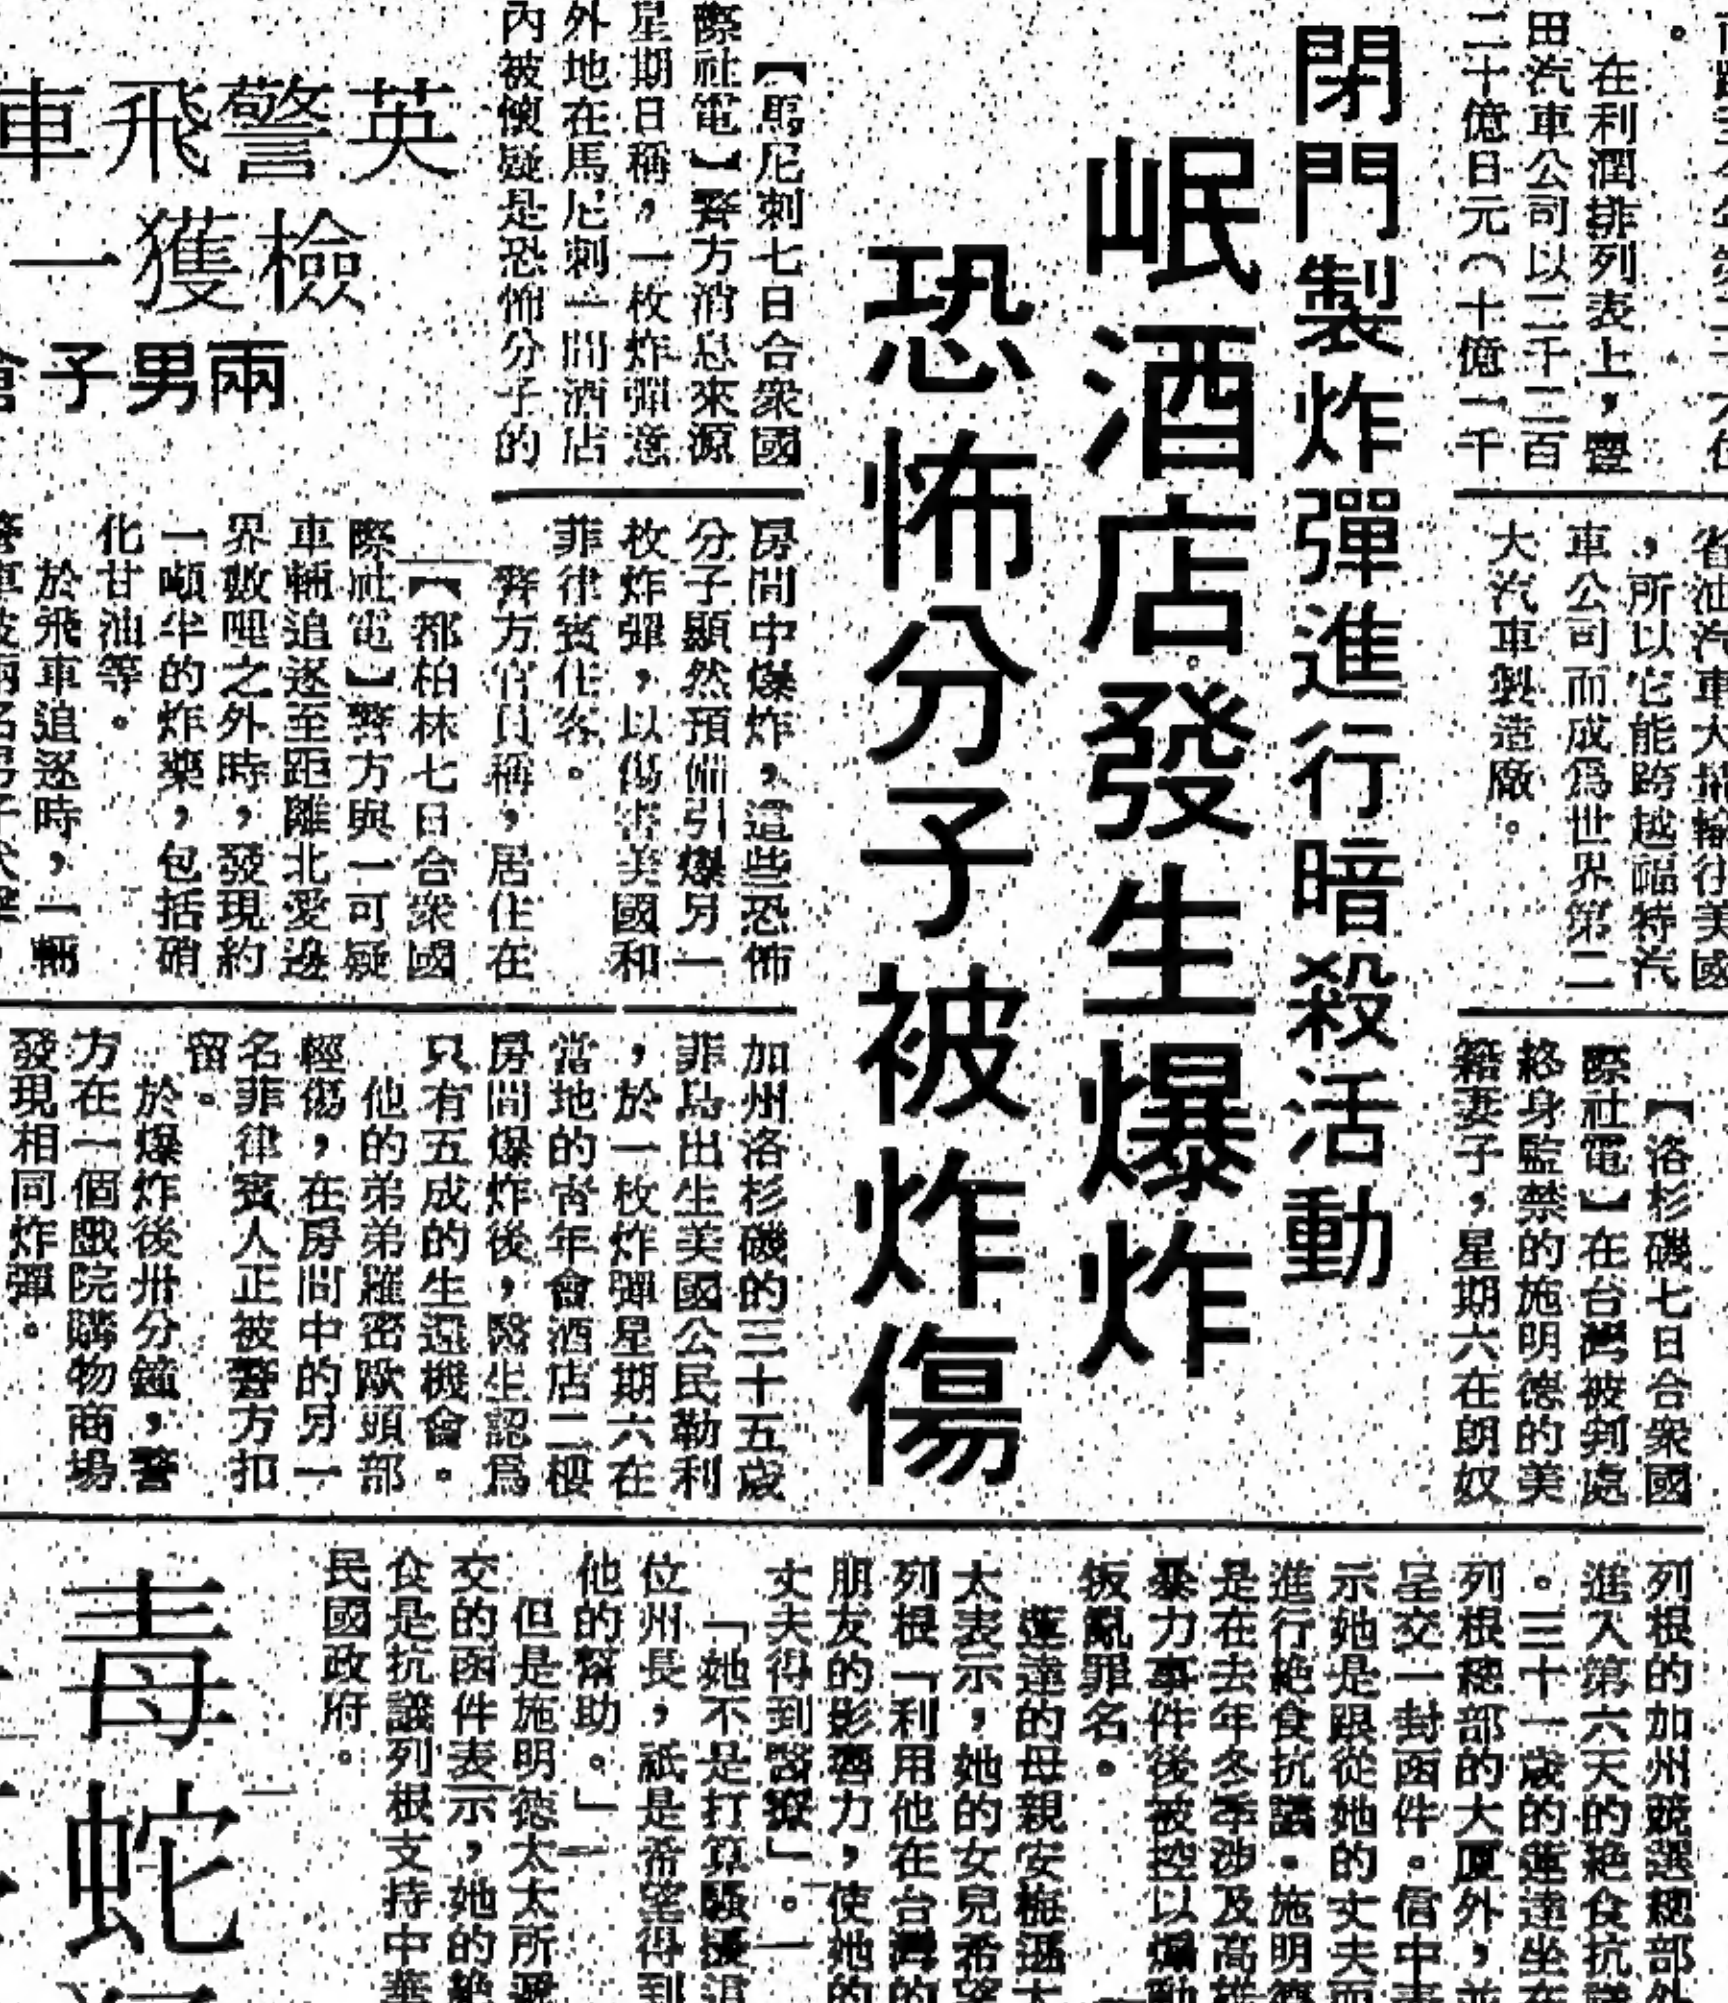 在利潤排列表上，豐
田汽車公司以三千二百
二十億日元（十億一千
，所以它能跨越福特汽
車公司而成為世界第二
大汽車製造廠。
【洛杉磯七日合衆國
際社電】在台灣被判處
終身監禁的施明德的美
籍妻子，星期六在朗奴
列根的加州競選總部外
進入第六天的絶食抗議
。三十一歲的蓮達坐在
列根總部的大厦外，並
呈交一封函件。信中表
示她是跟從她的丈夫而
進行絶食抗議。施明德
是在去年冬季涉及高雄
暴力事件後被控以煽動
叛亂罪名。
太表示，她的女兒希望
列根「利用他在台灣的
朋友的影響力，使她的
丈夫得到警察」。一
「她不是打算騷擾這
位州長，祇是希望得到
他的幫助。」
但是施明德太太所遞
交的函件表示，她的絶
食是抗議列根支持中華
民國政府。
閉門製炸彈進行暗殺活動
岷酒店發生爆炸
恐怖分子被炸傷
【馬尼刺七日合衆國
際社電】警方消息來源
星期日稱，一枚炸彈意
外地在馬尼刺一間酒店
內被懷疑是恐怖分子的
房間中爆炸，這些恐怖
分子顯然預備引爆另一
枚炸彈，以傷害美國和
菲律賓住客。
警方官員稱，居住在
加州洛杉磯的三十五歲
菲島出生美國公民勒利
，於一枚炸彈星期六在
當地的青年會酒店二樓
房間爆炸後，醫生認爲
只有五成的生還機會。
他的弟弟羅密歐頭部
輕傷，在房間中的另一
名菲律賓人正被警方扣
留。
於爆炸後卅分鐘，警
方在一個戲院購物商場
發現相同炸彈。
英警飛車
檢獲一
兩男子
【都柏林七日合衆國
際社電】警方與一可疑
車輛追逐至距離北愛邊
界數哩之外時，發現約
一噸半的炸藥，包括硝
化甘油等。
於飛車追逐時，一輛
毒蛇